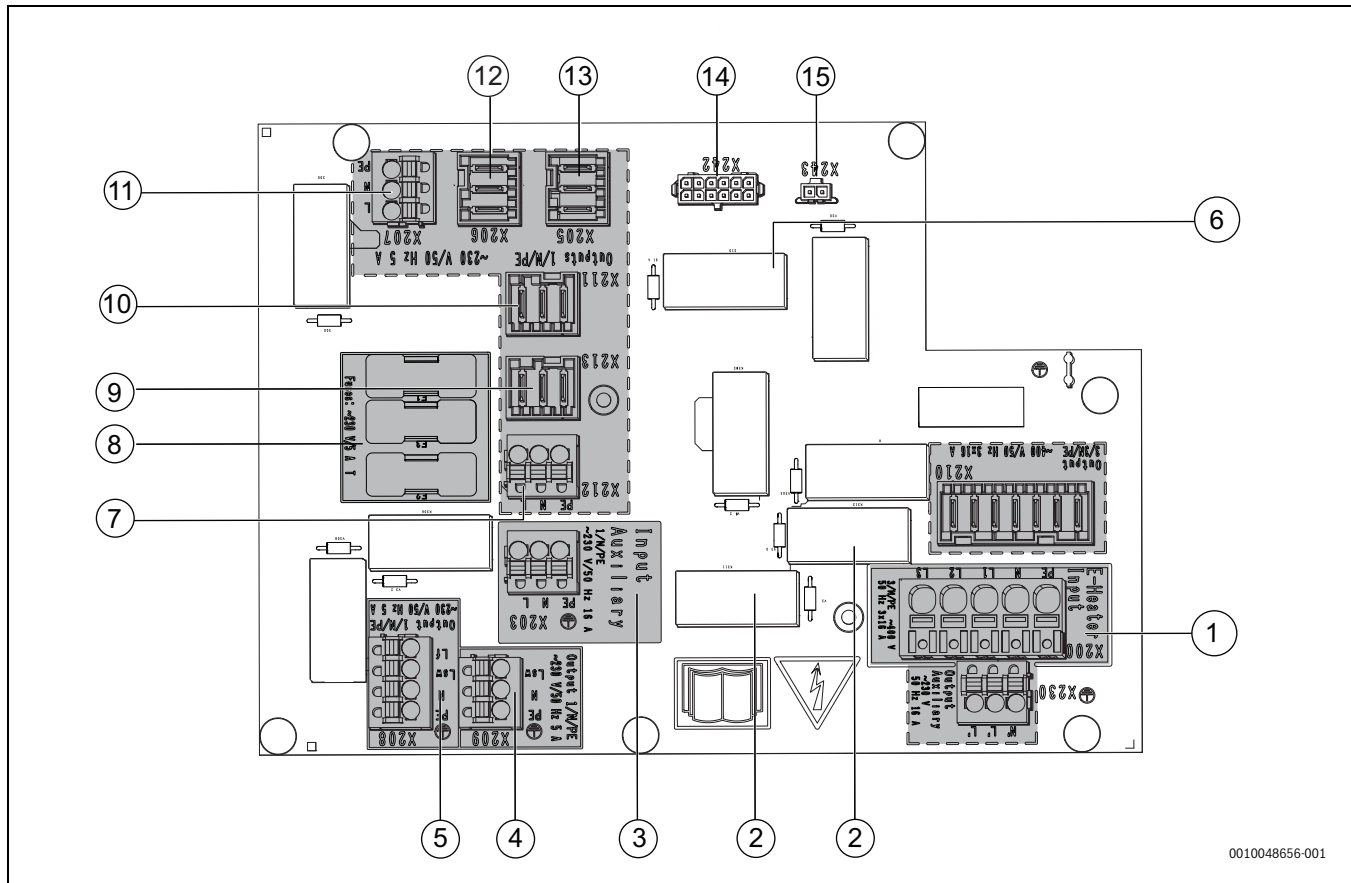 12
13
14
15
11
6
10
9
8
7
1
5
4
3
2
2
X242
X243
PE
N
L
X207
X206
X205
Outputs 1/N/PE ~230 V/50 Hz 5 A
X211
X213
X212
N
PE
F1
Input
Auxiliary
1/N/PE
~230 V/50 Hz 16 A
L
N
PE
X203
Output 1/N/PE
~230 V/50 Hz 5 A
N
PE
X208
Output 1/N/PE
~230 V/50 Hz 5 A
N
PE
X209
Output
3/3N/PE ~400 V/50 Hz 3x16 A
X210
L3
L2
L1
N
PE
E-Heater
Input
3/N/PE ~400 V
50 Hz 3x16 A
X200
Output
Auxiliary
~230 V
50 Hz 16 A
X230
0010048656-001